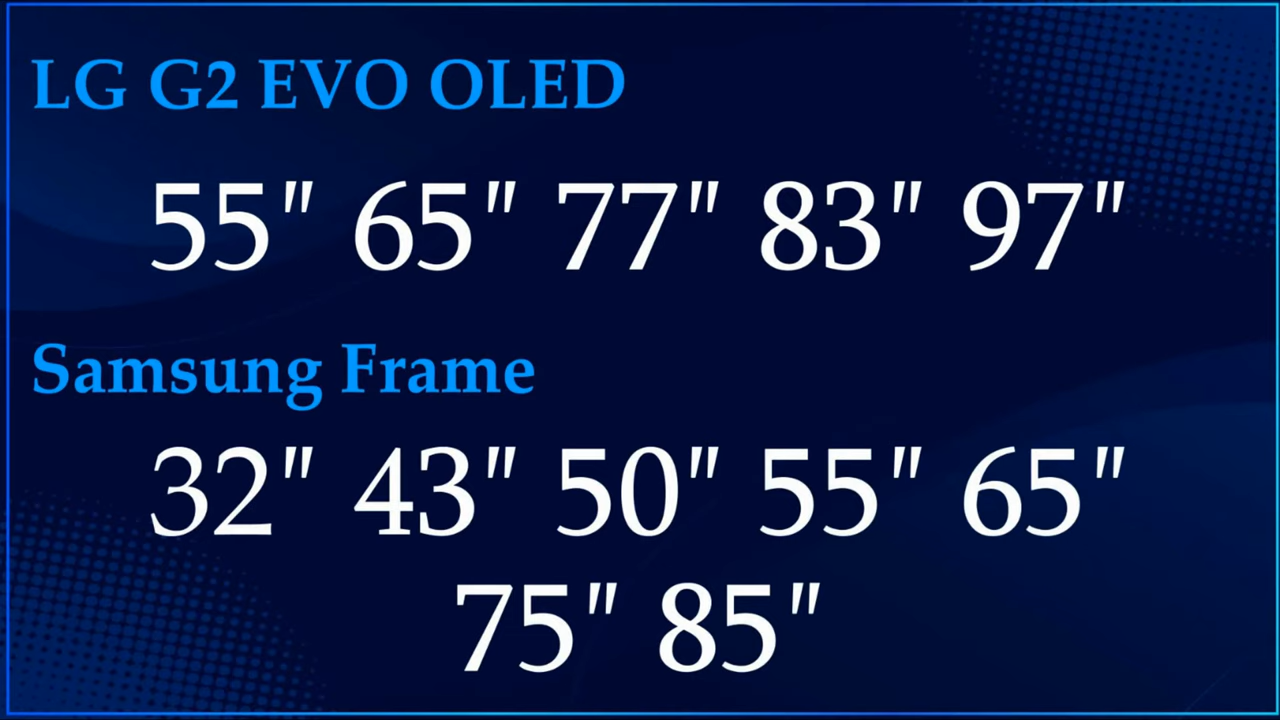 LG G2 EVO OLED
55" 65" 77" 83" 97"
Samsung Frame
32" 43" 50" 55" 65"
75" 85"